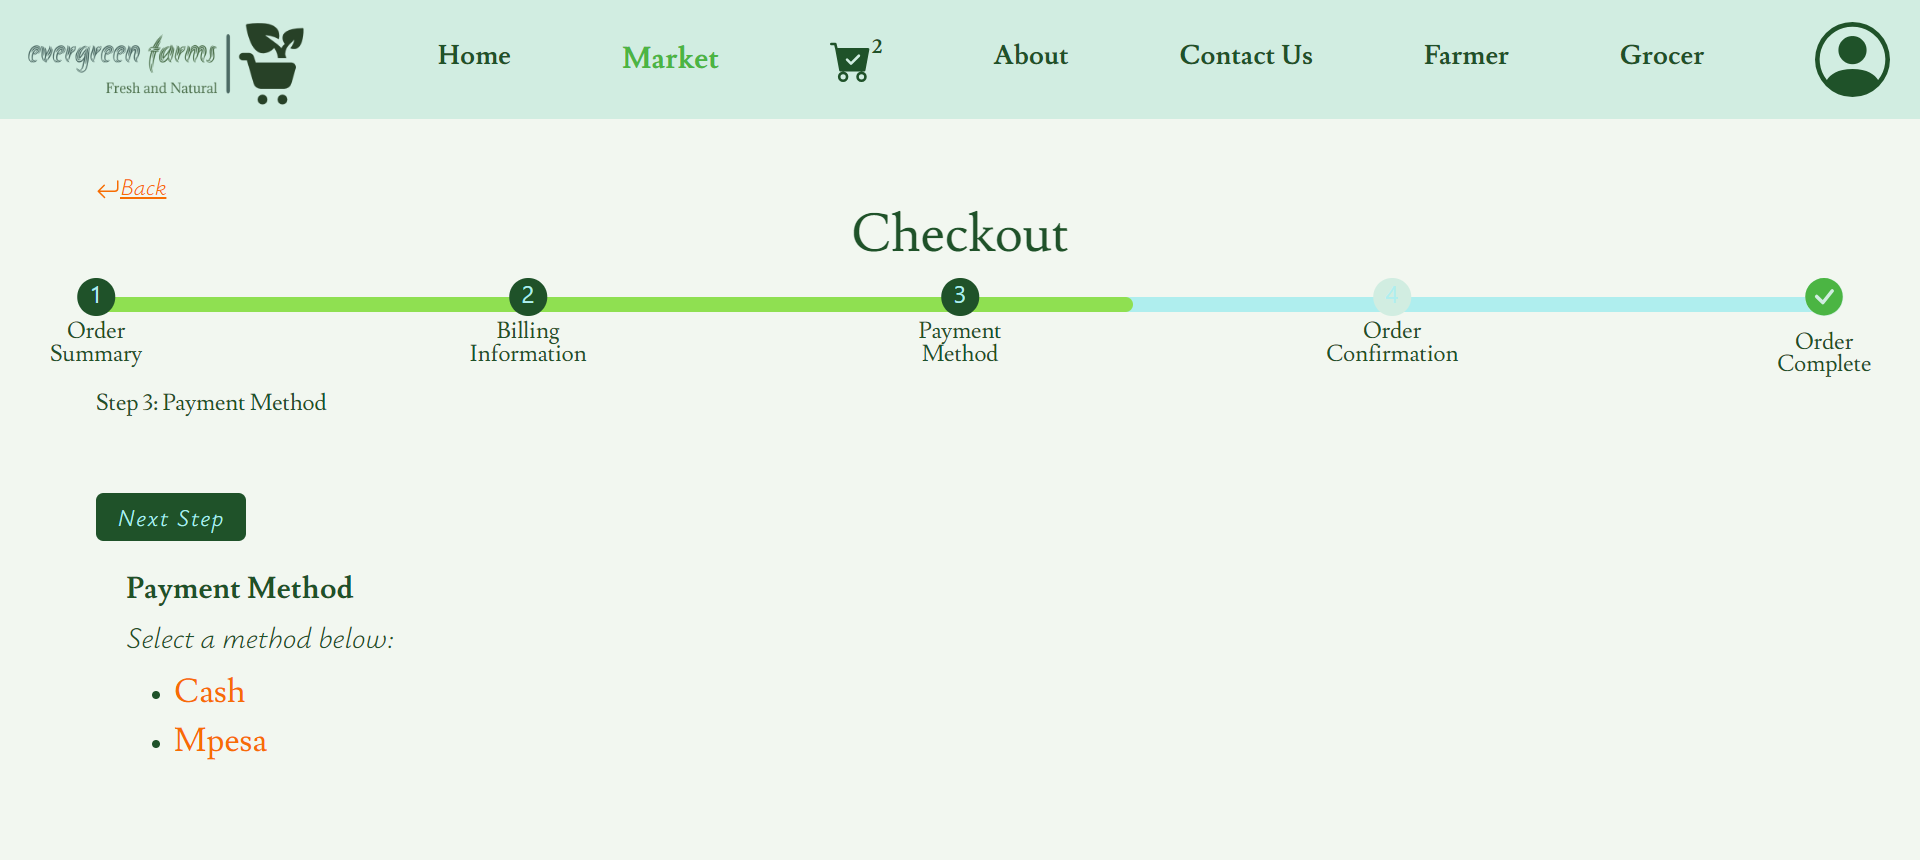 evergreen farms
Fresh and Natural
Home
Market
2
About
Contact Us
Farmer
Grocer
Back
Checkout
1
2
3
4
Order
Summary
Billing
Information
Payment
Method
Order
Confirmation
Order
Complete
Step 3: Payment Method
Next Step
Payment Method
Select a method below:
• Cash
• Mpesa